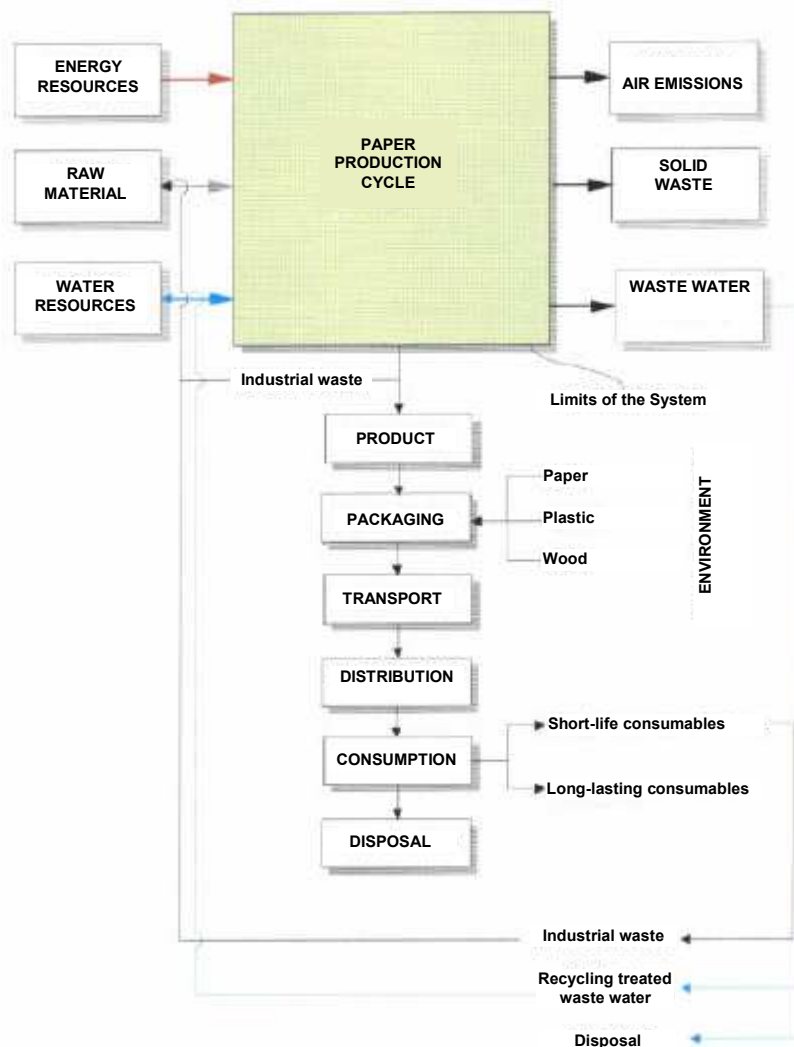 ENERGY
RESOURCES
RAW
MATERIAL
WATER
RESOURCES
PAPER
PRODUCTION
CYCLE
AIR EMISSIONS
SOLID
WASTE
WASTE WATER
Industrial waste
Limits of the System
PRODUCT
PACKAGING
Paper
Plastic
Wood
ENVIRONMENT
TRANSPORT
DISTRIBUTION
CONSUMPTION
Short-life consumables
Long-lasting consumables
DISPOSAL
Industrial waste
Recycling treated
waste water
Disposal